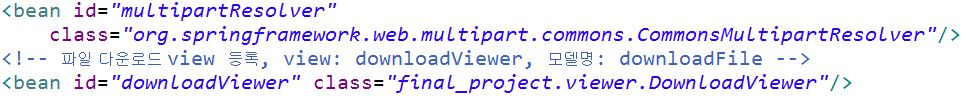 <bean id="multipartResolver"
class="org.springframework.web.multipart.commons.CommonsMultipartResolver"/>
<!-- 파일 다운로드 view 등록, view: downloadViewer, 모델명: downloadFile -->
<bean id="downloadViewer" class="final_project.viewer.DownloadViewer"/>